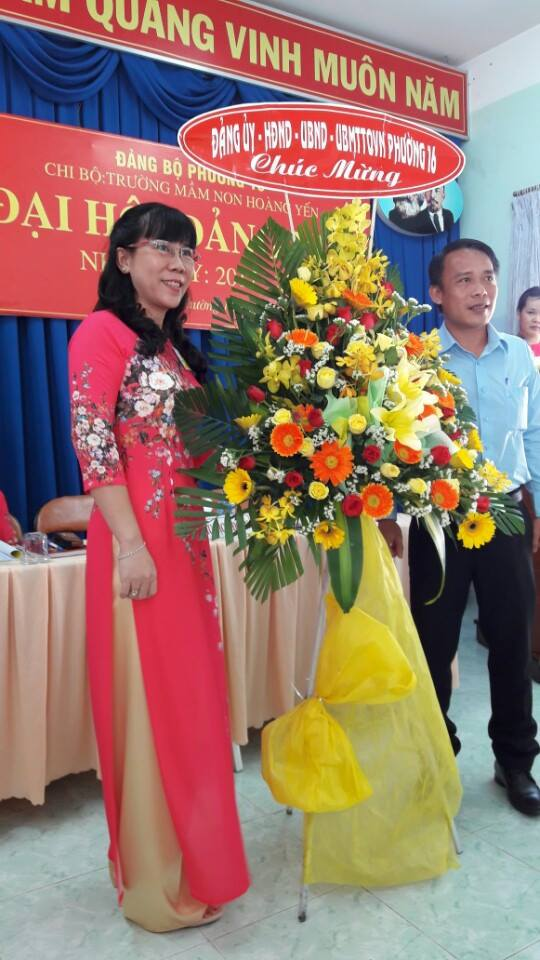 QUANG VINH MUÔN NĂM
ĐẢNG ỦY - HĐND - UBND - UBMTTQVN PHƯỜNG 16
Chúc Mừng
ĐẢNG BỘ PHƯỜNG
CHI BỘ:TRƯỜNG MẦM NON HOÀNG YẾN
ĐẠI HỘI ĐẢN